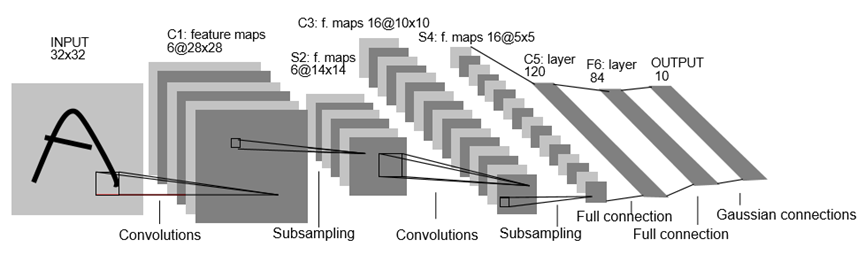 INPUT
32x32
C1: feature maps
6@28x28
S2: f. maps
6@14x14
C3: f. maps 16@10x10
S4: f. maps 16@5x5
C5: layer
120
F6: layer
84
OUTPUT
10
Convolutions
Subsampling
Convolutions
Subsampling
Full connection
Full connection
Gaussian connections